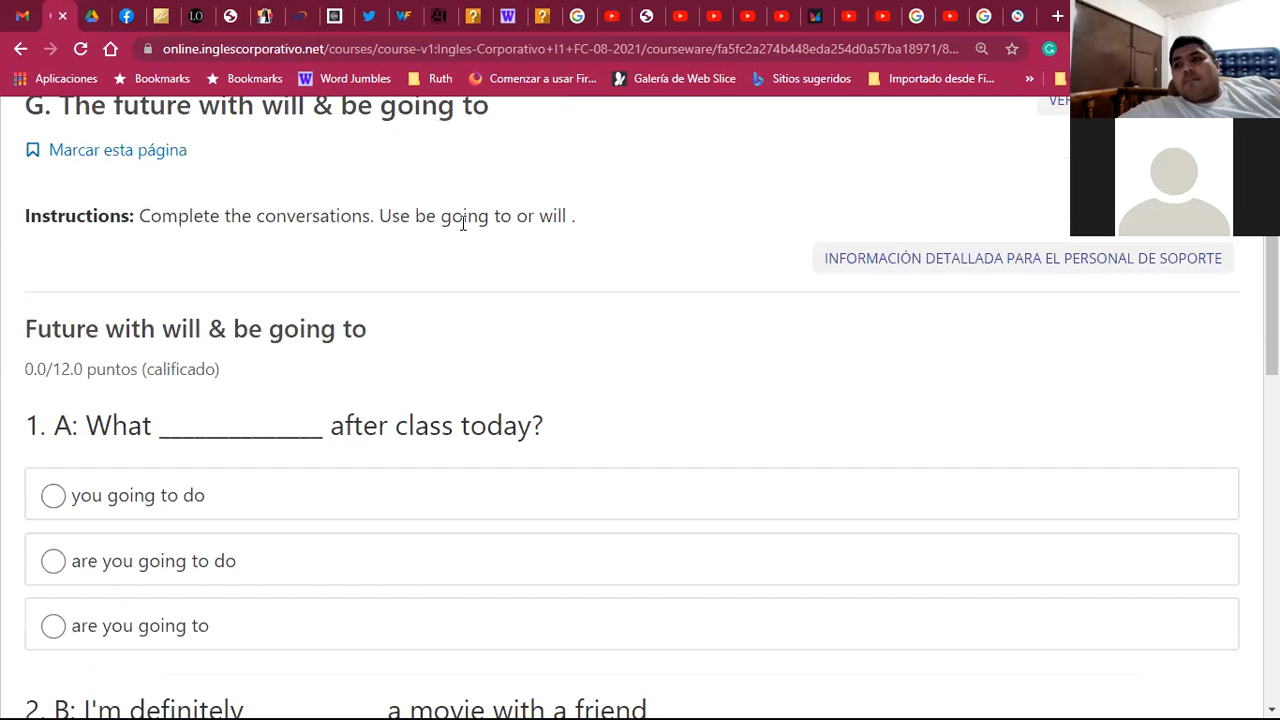 online.inglescorporativo.net/courses/course-v1:Ingles-Corporativo+I1+FC-08-2021/courseware/fa5fc2a274b448eda254d0a57ba18971/8...
Aplicaciones Bookmarks Bookmarks Word Jumbles Ruth Comenzar a usar Fir... Galería de Web Slice Sitios sugeridos Importado desde Fi... »
G. The future with will & be going to
VER
Marcar esta página
Instructions: Complete the conversations. Use be going to or will .
INFORMACIÓN DETALLADA PARA EL PERSONAL DE SOPORTE
Future with will & be going to
0.0/12.0 puntos (calificado)
1. A: What ______________ after class today?
you going to do
are you going to do
are you going to
2. B: I'm definitely ____________ a movie with a friend